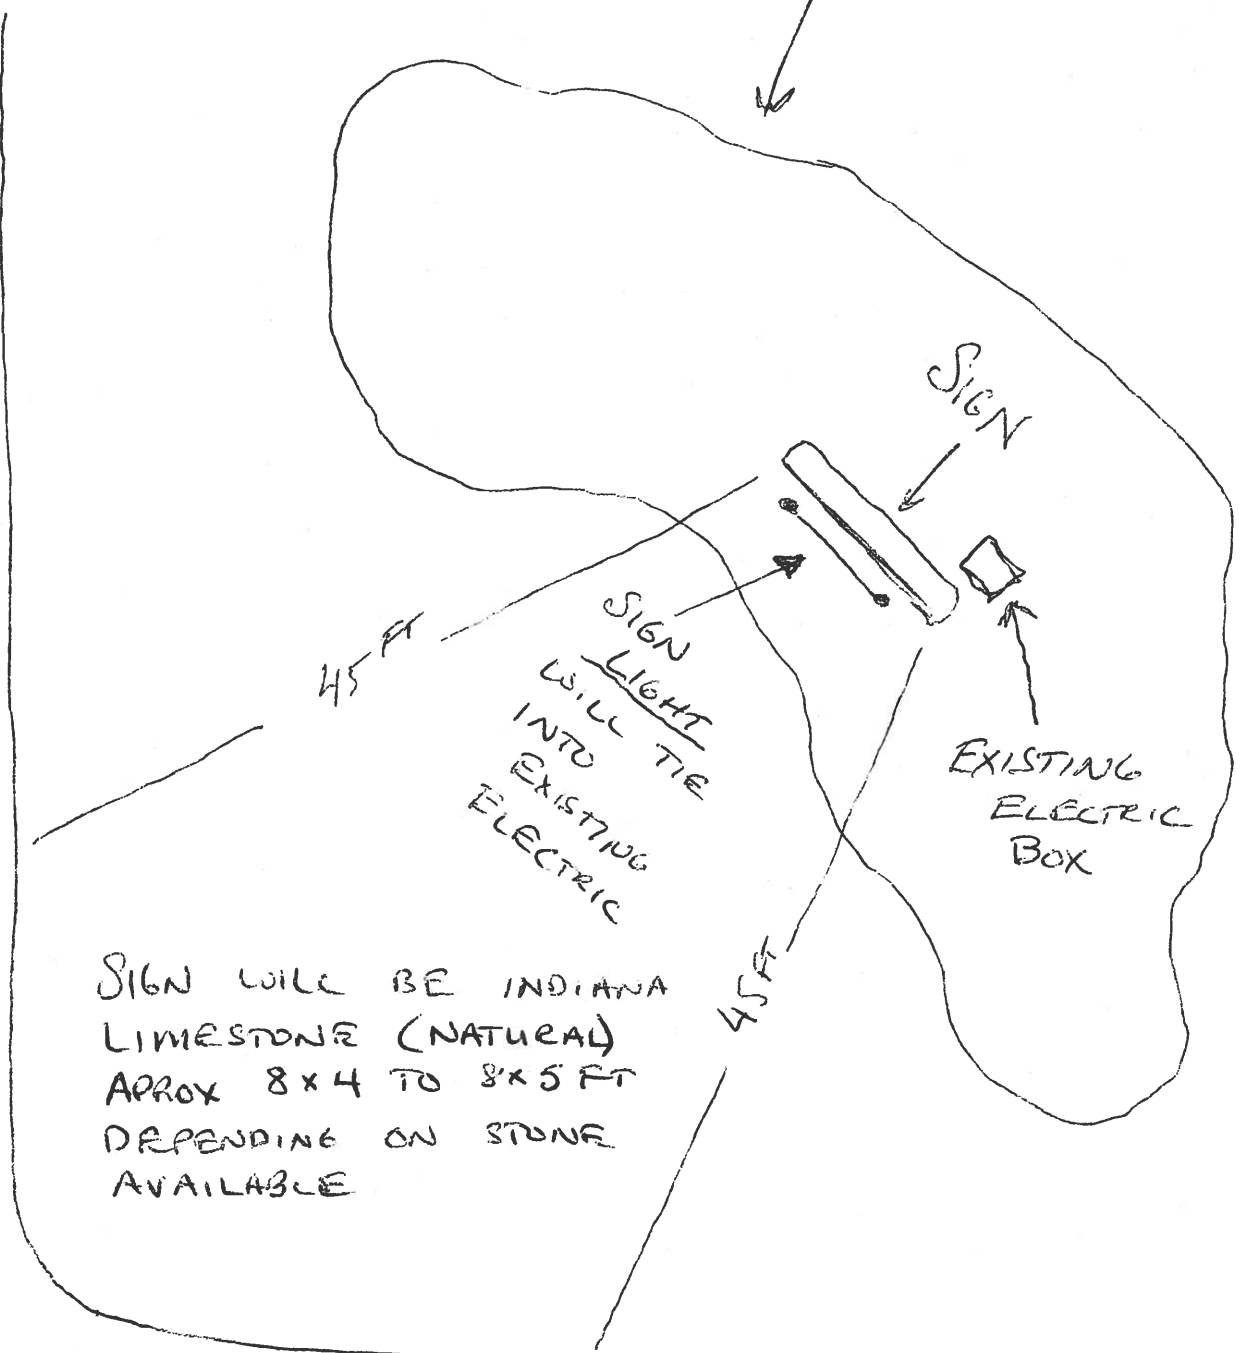 SIGN
45 FT
SIGN
LIGHT
WILL TIE
INTO
EXISTING
ELECTRIC
EXISTING
ELECTRIC
BOX
45 FT
SIGN WILL BE INDIANA
LIMESTONE (NATURAL)
APROX 8 x 4 TO 8 x 5 FT
DEPENDING ON STONE
AVAILABLE